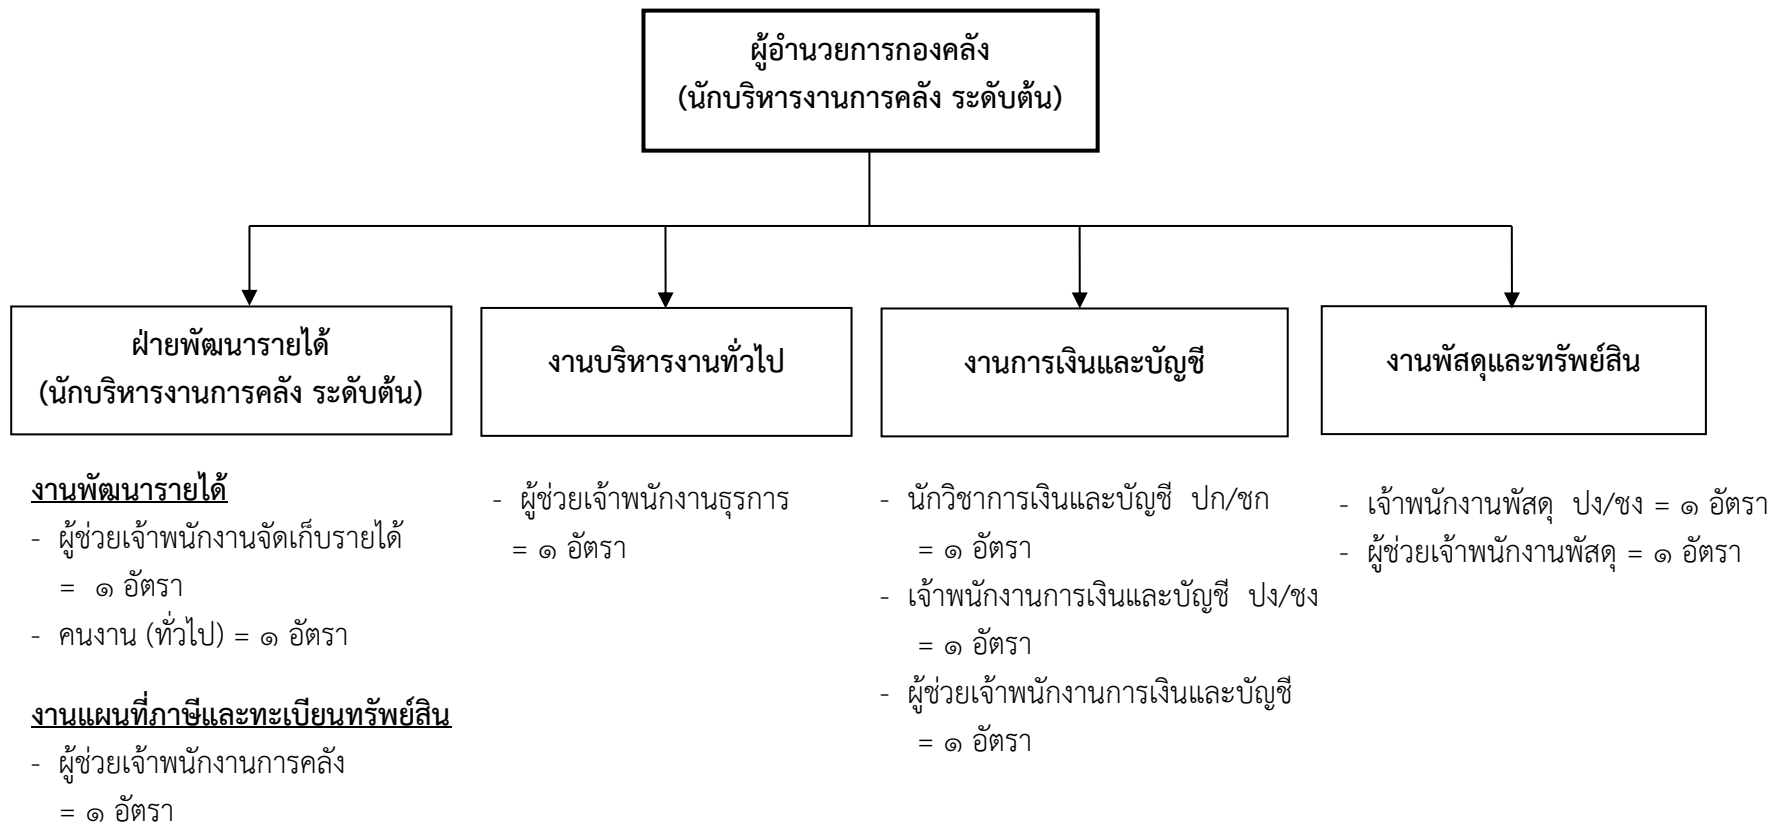 ผู้อำนวยการกองคลัง
(นักบริหารงานการคลัง ระดับต้น)
ฝ่ายพัฒนารายได้
(นักบริหารงานการคลัง ระดับต้น)
งานบริหารงานทั่วไป
งานการเงินและบัญชี
งานพัสดุและทรัพย์สิน
งานพัฒนารายได้
- ผู้ช่วยเจ้าพนักงานจัดเก็บรายได้
= ๑ อัตรา
- คนงาน (ทั่วไป) = ๑ อัตรา
งานแผนที่ภาษีและทะเบียนทรัพย์สิน
- ผู้ช่วยเจ้าพนักงานการคลัง
= ๑ อัตรา
- ผู้ช่วยเจ้าพนักงานธุรการ
= ๑ อัตรา
- นักวิชาการเงินและบัญชี ปก/ชก
= ๑ อัตรา
- เจ้าพนักงานการเงินและบัญชี ปง/ชง
= ๑ อัตรา
- ผู้ช่วยเจ้าพนักงานการเงินและบัญชี
= ๑ อัตรา
- เจ้าพนักงานพัสดุ ปง/ชง = ๑ อัตรา
- ผู้ช่วยเจ้าพนักงานพัสดุ = ๑ อัตรา